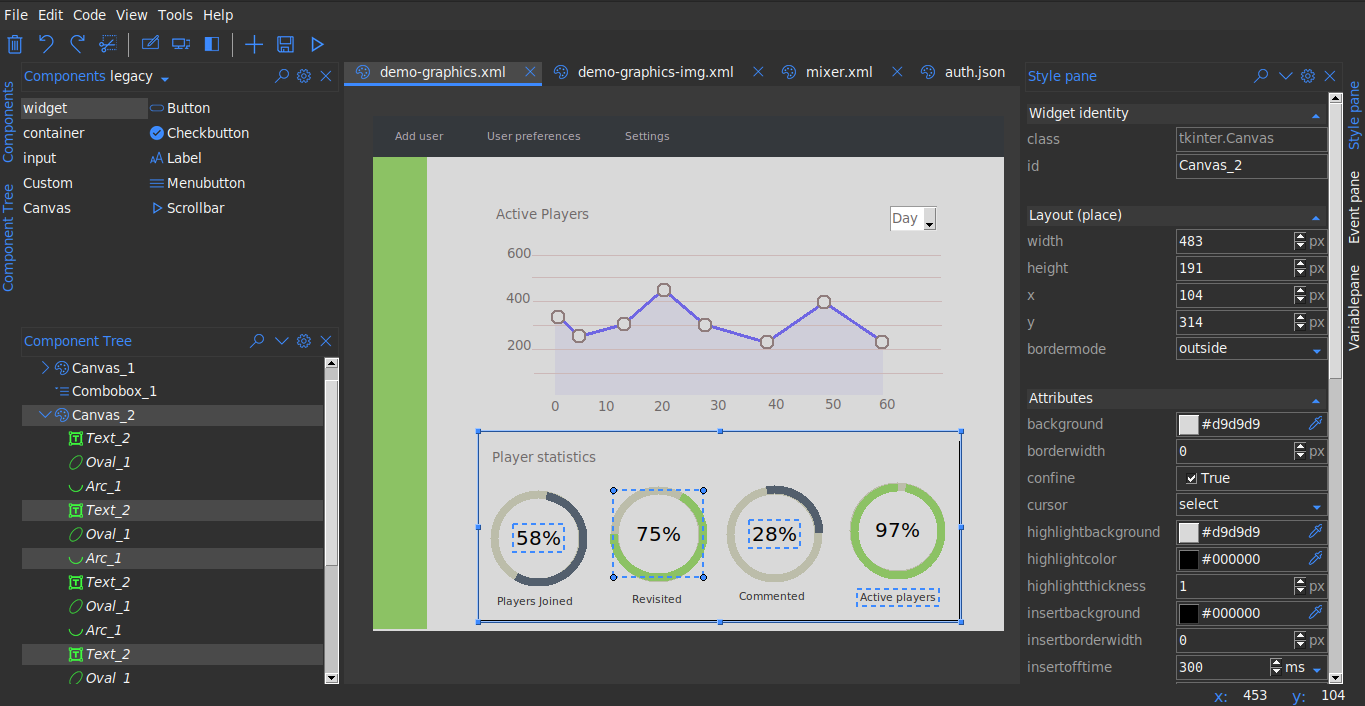 File Edit Code View Tools Help
Components legacy
demo-graphics.xml
demo-graphics-img.xml
mixer.xml
auth.json
Components
Component Tree
widget
container
input
Custom
Canvas
Button
Checkbutton
Label
Menubutton
Scrollbar
Component Tree
Canvas_1
Combobox_1
Canvas_2
Text_2
Oval_1
Arc_1
Text_2
Oval_1
Arc_1
Text_2
Oval_1
Arc_1
Text_2
Oval_1
Add user User preferences Settings
Active Players
Day
600
400
200
0 10 20 30 40 50 60
Player statistics
58% 75% 28% 97%
Players Joined Revisited Commented Active players
Style pane
Widget identity
class tkinter.Canvas
id Canvas_2
Layout (place)
width 483 px
height 191 px
x 104 px
y 314 px
bordermode outside
Attributes
background #d9d9d9
borderwidth 0 px
confine True
cursor select
highlightbackground #d9d9d9
highlightcolor #000000
highlightthickness 1 px
insertbackground #000000
insertborderwidth 0 px
insertofftime 300 ms
Style pane
Event pane
Variablepane
x: 453 y: 104